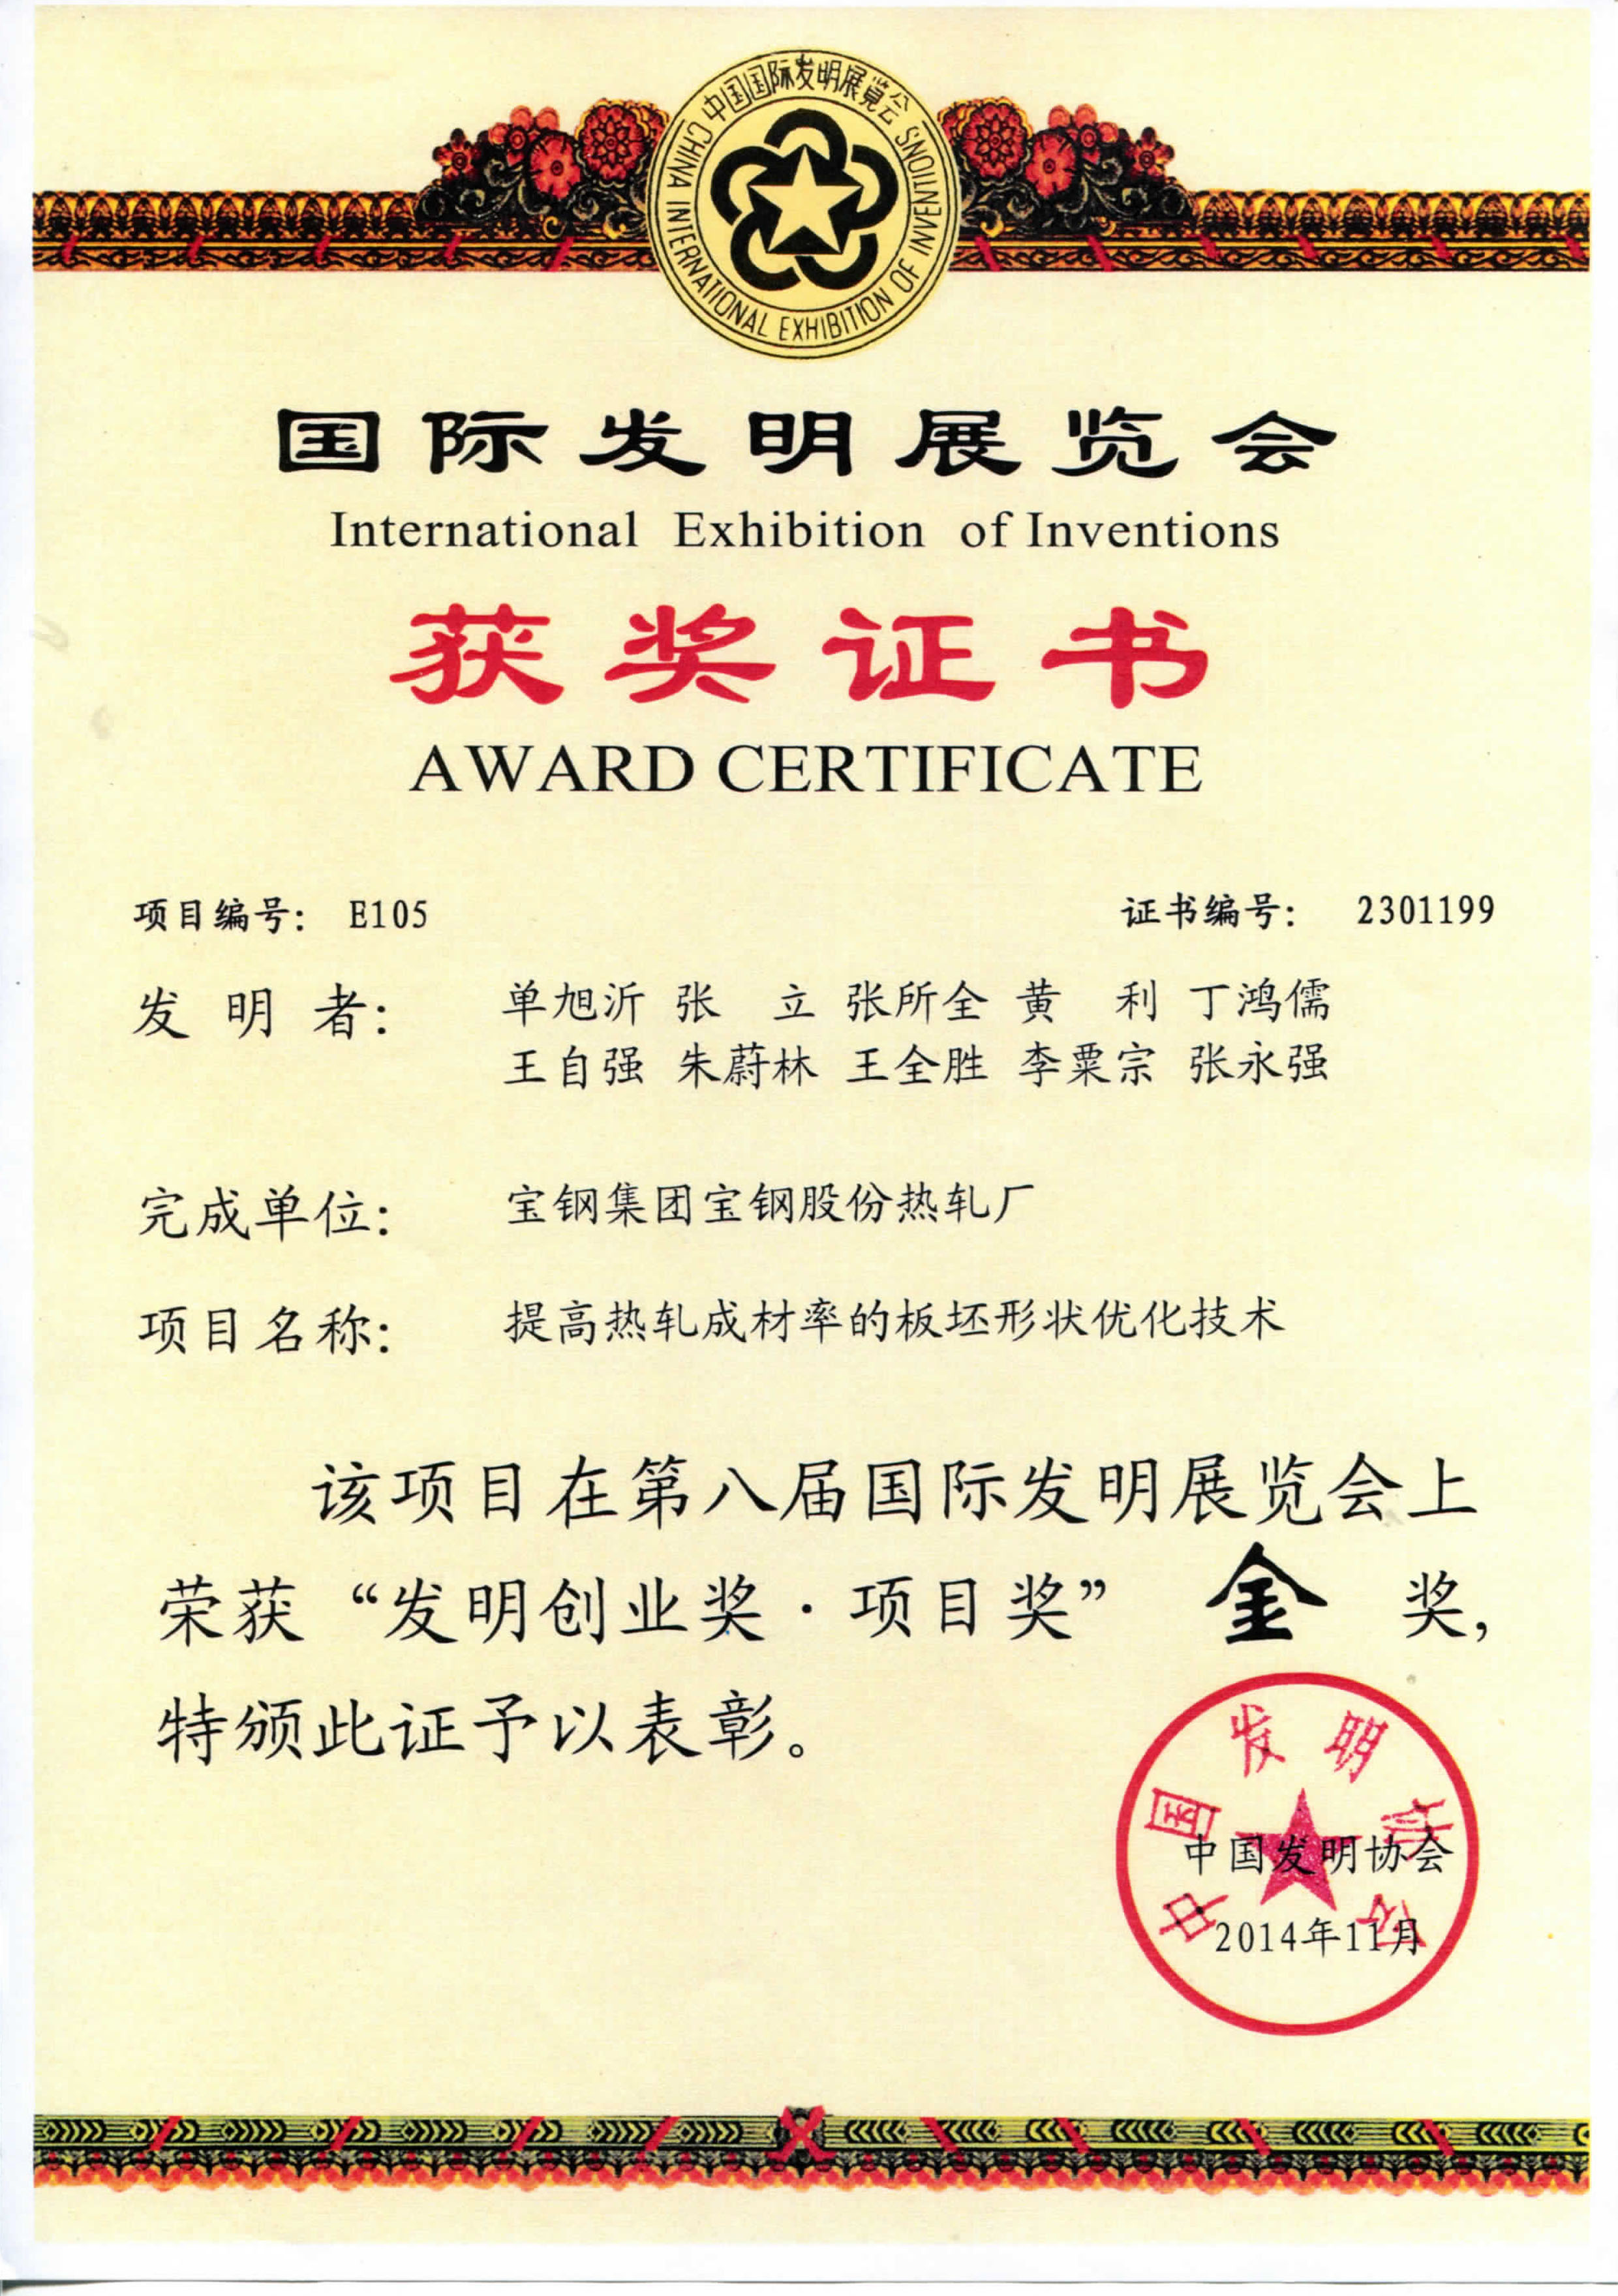 中国国际发明展覽会
CHINA INTERNATIONAL EXHIBITION OF INVENTIONS
国际发明展览会
International Exhibition of Inventions
获奖证书
AWARD CERTIFICATE
项目编号： E105 证书编号： 2301199
发明者： 单旭沂 张 立 张所全 黄 利 丁鸿儒
王自强 朱蔚林 王全胜 李粟宗 张永强
完成单位： 宝钢集团宝钢股份热轧厂
项目名称： 提高热轧成材率的板坯形状优化技术
该项目在第八届国际发明展览会上
荣获“发明创业奖·项目奖” 金 奖，
特颁此证予以表彰。
中国发明协会
中国发明协会
2014年11月